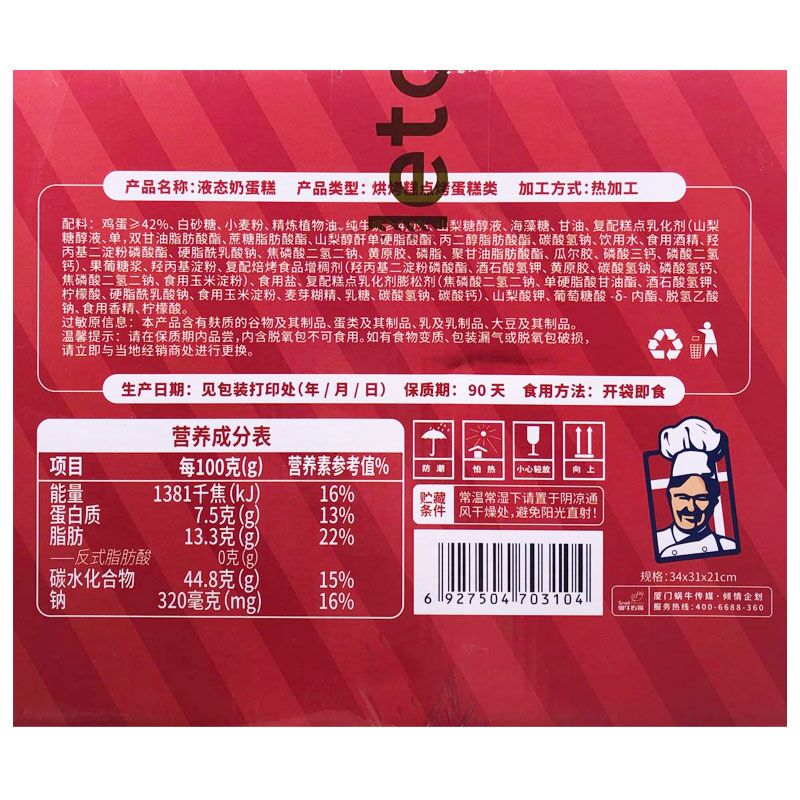 leto
产品名称:液态奶蛋糕 产品类型:烘烤糕点烤蛋糕类 加工方式:热加工
配料:鸡蛋≥42%、白砂糖、小麦粉、精炼植物油、纯牛 梨糖醇液、海藻糖、甘油、复配糕点乳化剂(山梨
糖醇液、单,双甘油脂肪酸酯、蔗糖脂肪酸酯、山梨醇酐单硬脂酸酯、丙二醇脂肪酸酯、碳酸氢钠、饮用水、食用酒精、羟
丙基二淀粉磷酸酯、硬脂酰乳酸钠、焦磷酸二氢二钠、黄原胶、磷脂、聚甘油脂肪酸酯、瓜尔胶、磷酸三钙、磷酸二氢
钙)、果葡糖浆、羟丙基淀粉、复配焙烤食品增稠剂(羟丙基二淀粉磷酸酯、酒石酸氢钾、黄原胶、碳酸氢钠、磷酸氢钙、
焦磷酸二氢二钠、食用玉米淀粉)、食用盐、复配糕点乳化剂膨松剂(焦磷酸二氢二钠、单硬脂酸甘油酯、酒石酸氢钾、
柠檬酸、硬脂酰乳酸钠、食用玉米淀粉、麦芽糊精、乳糖、碳酸氢钠、碳酸钙)、山梨酸钾、葡萄糖酸-δ-内酯、脱氢乙酸
钠、食用香精、柠檬酸。
过敏原信息:本产品含有麸质的谷物及其制品、蛋类及其制品、乳及乳制品、大豆及其制品。
温馨提示:请在保质期内品尝,内含脱氧包不可食用。如有食物变质、包装漏气或脱氧包破损,
请立即与当地经销商处进行更换。
生产日期:见包装打印处(年/月/日) 保质期:90天 食用方法:开袋即食
营养成分表
项目 每100克(g) 营养素参考值%
能量 1381千焦(kJ) 16%
蛋白质 7.5克(g) 13%
脂肪 13.3克(g) 22%
——反式脂肪酸 0克(g)
碳水化合物 44.8克(g) 15%
钠 320毫克(mg) 16%
防潮 怕热 小心轻放 向上
贮藏条件 常温常湿下请置于阴凉通
风干燥处,避免阳光直射!
6 927504 703104
规格:34x31x21cm
Snail 蜗牛传媒
厦门蜗牛传媒·倾情企划
服务热线:400-6688-360